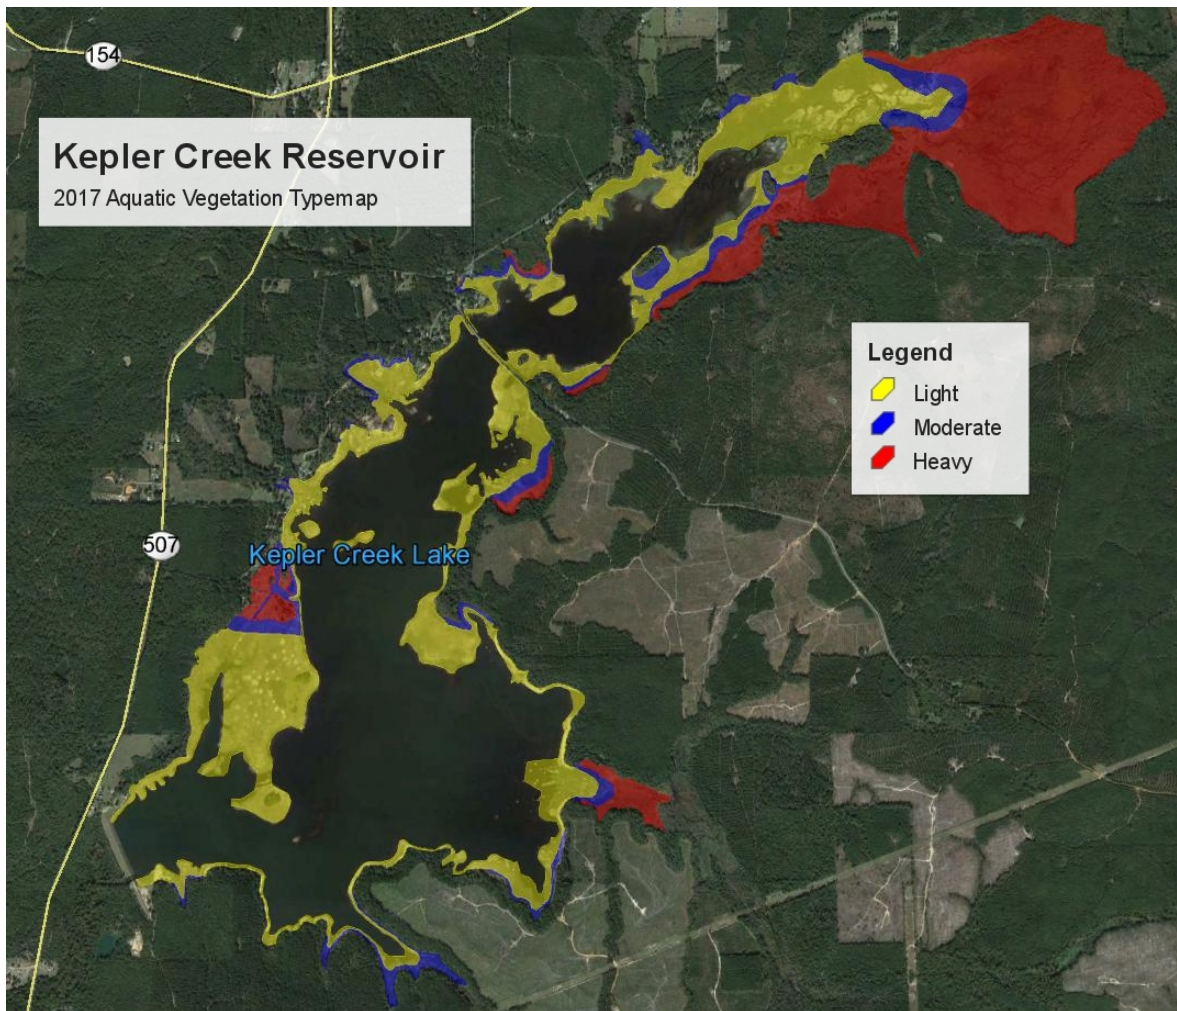 154
Kepler Creek Reservoir
2017 Aquatic Vegetation Typemap
Legend
Light
Moderate
Heavy
507
Kepler Creek Lake